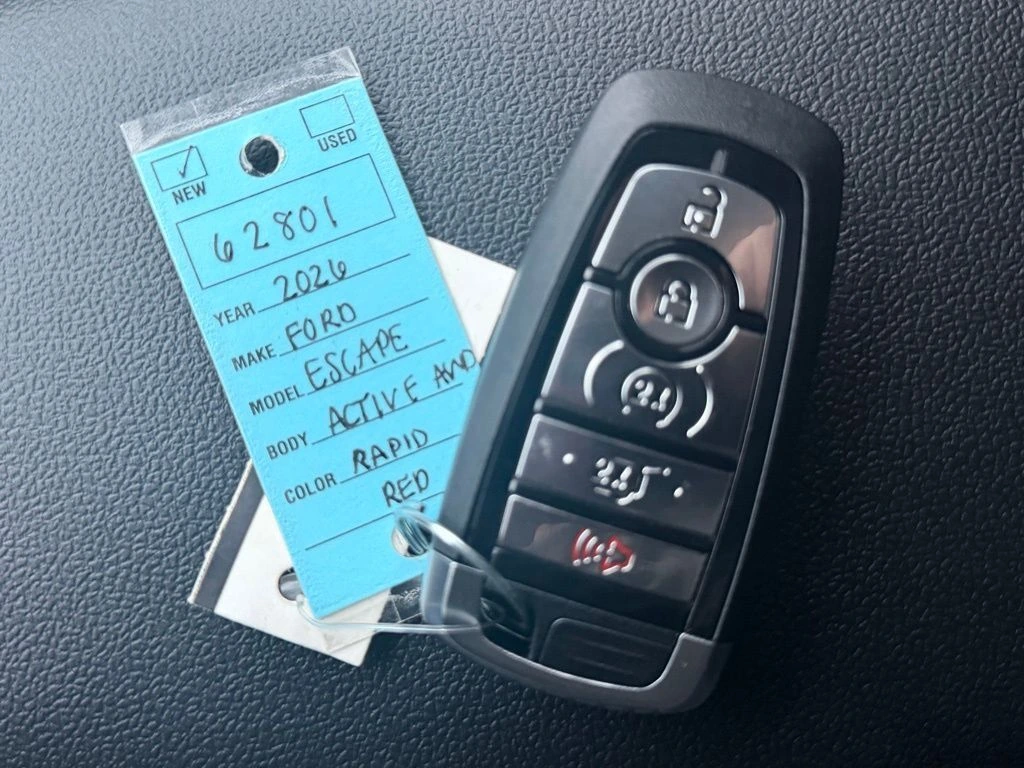 NEW USED
62801
YEAR 2026
MAKE FORD
MODEL ESCAPE
BODY ACTIVE AWD
COLOR RAPID
RED